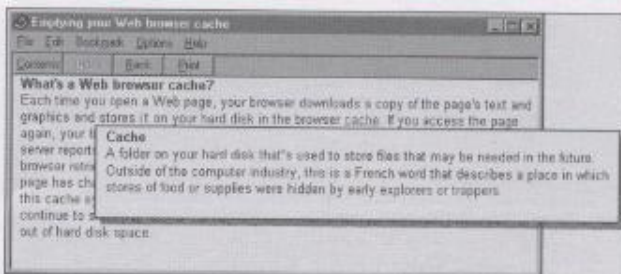 Emptying your Web browser cache
File Edit Bookmark Options Help
Contents Back Print
What's a Web browser cache?
Each time you open a Web page, your browser downloads a copy of the page's text and
graphics and stores it on your hard disk in the browser cache. If you access the page
again, your
Cache
server reports
A folder on your hard disk that's used to store files that may be needed in the future.
browser
Outside of the computer industry, this is a French word that describes a place in which
page has
stores of food or supplies were hidden by early explorers or trappers.
this cache
continue to
out of hard disk space.